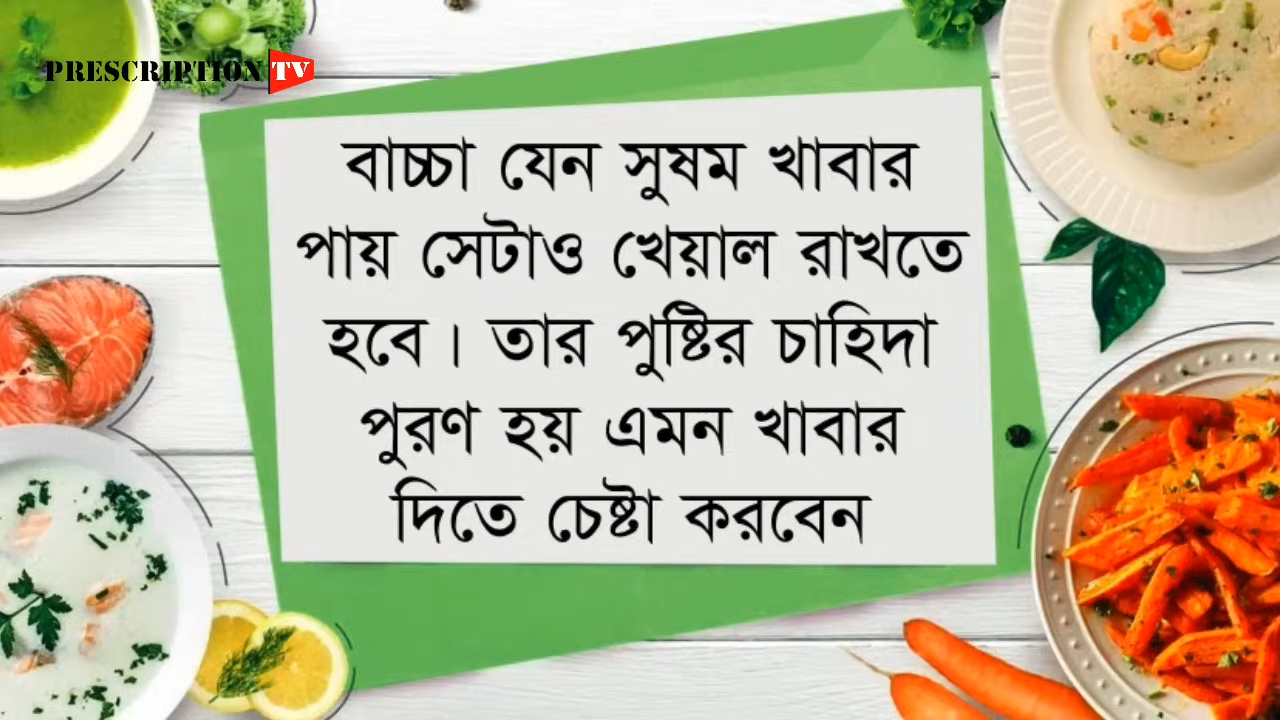 PRESCRIPTION TV
বাচ্চা যেন সুষম খাবার
পায় সেটাও খেয়াল রাখতে
হবে। তার পুষ্টির চাহিদা
পুরণ হয় এমন খাবার
দিতে চেষ্টা করবেন